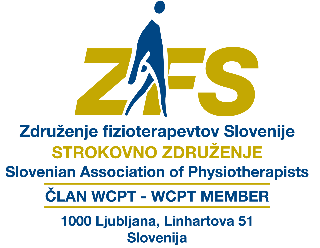 ZFS
Združenje fizioterapevtov Slovenije
STROKOVNO ZDRUŽENJE
Slovenian Association of Physiotherapists
ČLAN WCPT - WCPT MEMBER
1000 Ljubljana, Linhartova 51
Slovenija